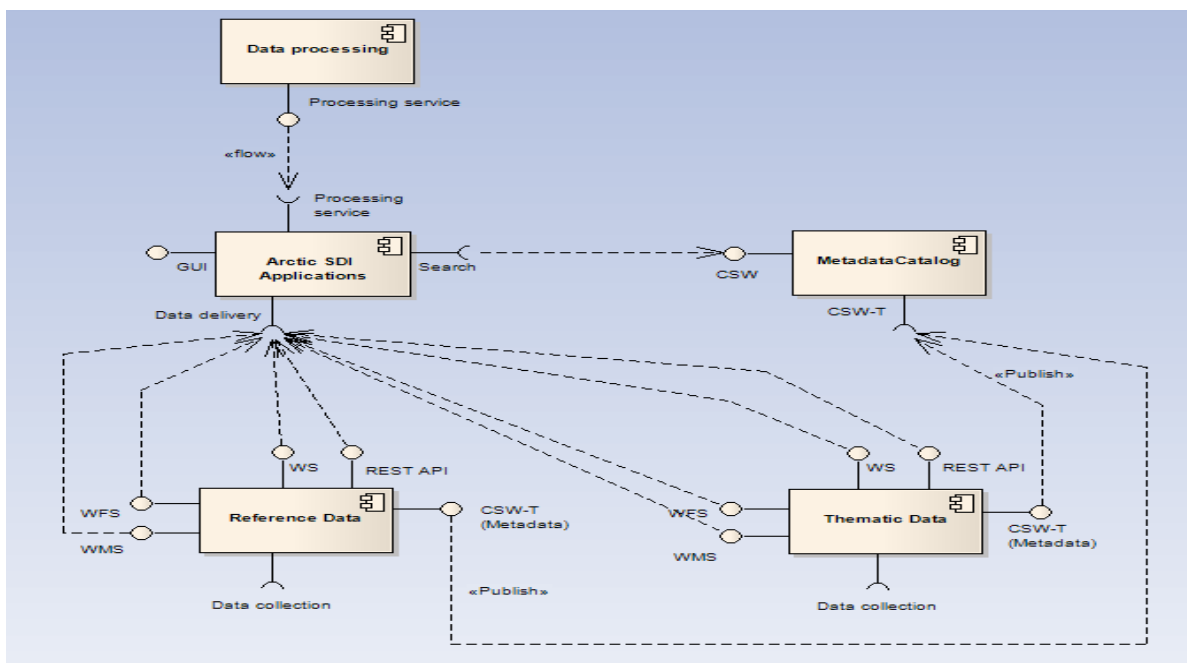 Data processing
Processing service
«flow»
Processing
service
GUI
Arctic SDI
Applications
Search
CSW
MetadataCatalog
Data delivery
CSW-T
«Publish»
WS
REST API
WS
REST API
WFS
Reference Data
CSW-T
(Metadata)
WFS
Thematic Data
CSW-T
(Metadata)
WMS
WMS
Data collection
«Publish»
Data collection